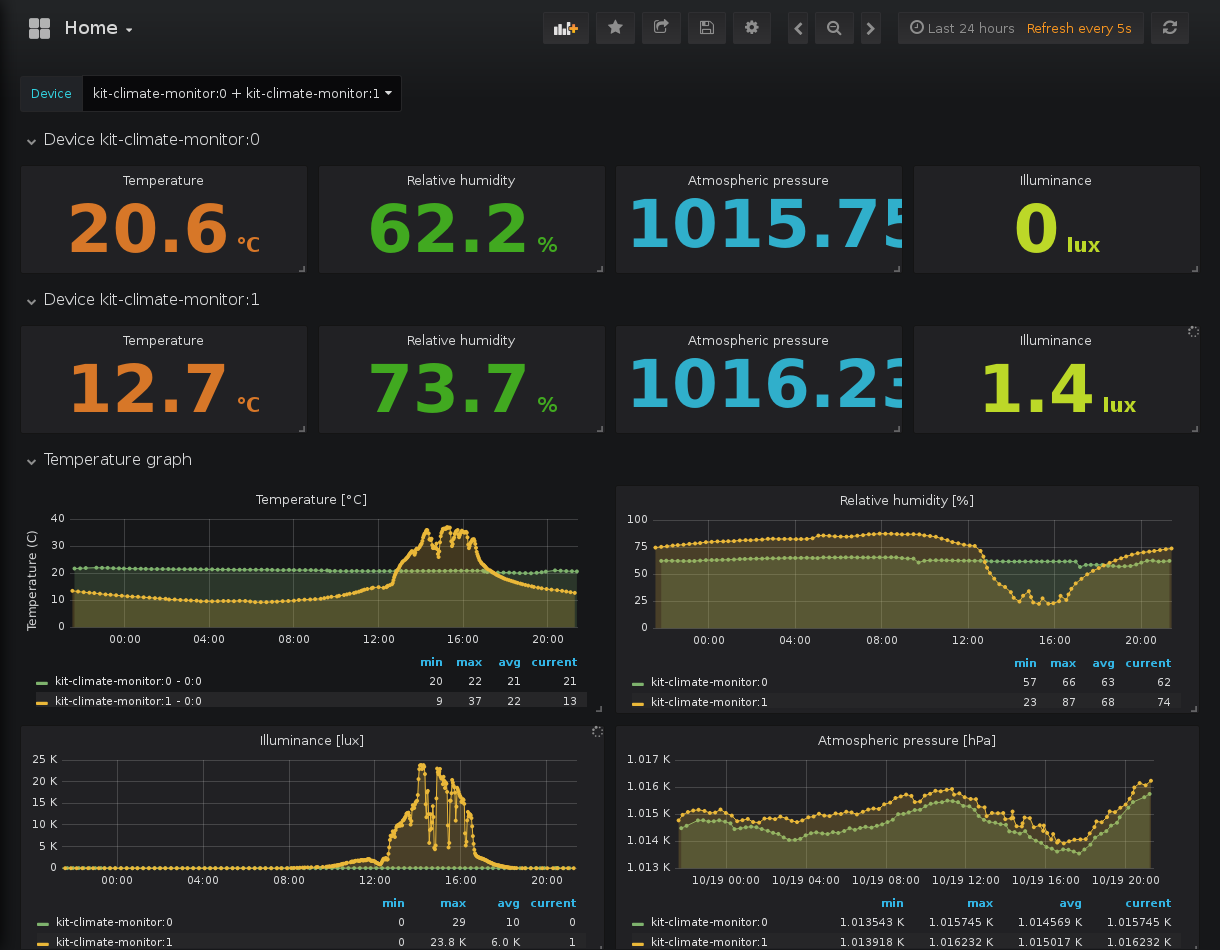 Home
Last 24 hours Refresh every 5s
Device kit-climate-monitor:0 + kit-climate-monitor:1
Device kit-climate-monitor:0
Temperature Relative humidity Atmospheric pressure Illuminance
20.6 °C 62.2 % 1015.75 0 lux
Device kit-climate-monitor:1
Temperature Relative humidity Atmospheric pressure Illuminance
12.7 °C 73.7 % 1016.23 1.4 lux
Temperature graph
Temperature [°C]
Temperature (C)
40
30
20
10
0
00:00 04:00 08:00 12:00 16:00 20:00
min max avg current
kit-climate-monitor:0 - 0:0 20 22 21 21
kit-climate-monitor:1 - 0:0 9 37 22 13
Relative humidity [%]
100
75
50
25
0
00:00 04:00 08:00 12:00 16:00 20:00
min max avg current
kit-climate-monitor:0 57 66 63 62
kit-climate-monitor:1 23 87 68 74
Illuminance [lux]
25 K
20 K
15 K
10 K
5 K
0
00:00 04:00 08:00 12:00 16:00 20:00
min max avg current
kit-climate-monitor:0 0 29 10 0
kit-climate-monitor:1 0 23.8 K 6.0 K 1
Atmospheric pressure [hPa]
1.017 K
1.016 K
1.015 K
1.014 K
1.013 K
10/19 00:00 10/19 04:00 10/19 08:00 10/19 12:00 10/19 16:00 10/19 20:00
min max avg current
kit-climate-monitor:0 1.013543 K 1.015745 K 1.014569 K 1.015745 K
kit-climate-monitor:1 1.013918 K 1.016232 K 1.015017 K 1.016232 K